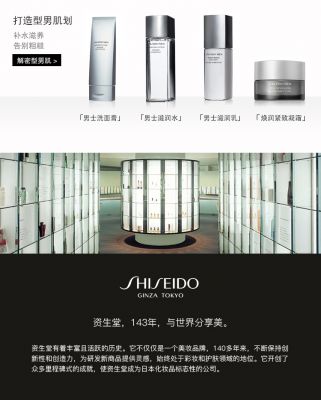 打造型男肌划
补水滋养
告别粗糙
解密型男肌 >
「男士洗面膏」
「男士滋润水」
「男士滋润乳」
「焕润紧致凝霜」
SHISEIDO
GINZA TOKYO
资生堂，143年，与世界分享美。
资生堂有着丰富且活跃的历史。它不仅仅是一个美妆品牌，140多年来，不断保持创
新性和创造力，为研发新商品提供灵感，始终处于彩妆和护肤领域的地位。它开创了
众多里程碑式的成就，使资生堂成为日本化妆品标志性的公司。